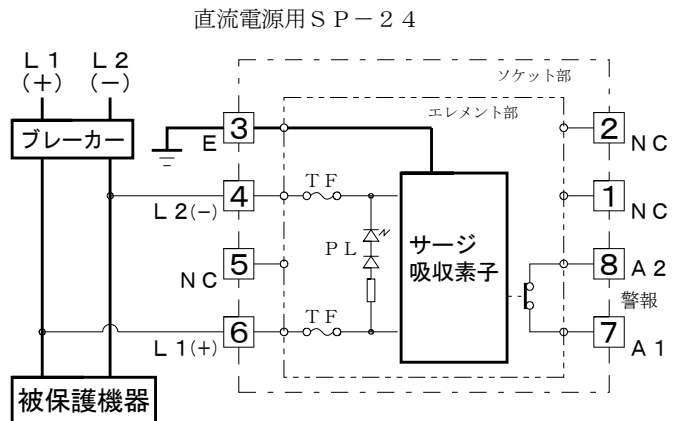 直流電源用ＳＰ－２４
Ｌ１ Ｌ２
(＋) (－)
ソケット部
エレメント部
ブレーカー
3
E
2
NC
TF
4
L2(-)
1
NC
PL
サージ
吸収素子
5
NC
8
A2
警報
TF
6
L1(+)
7
A1
被保護機器